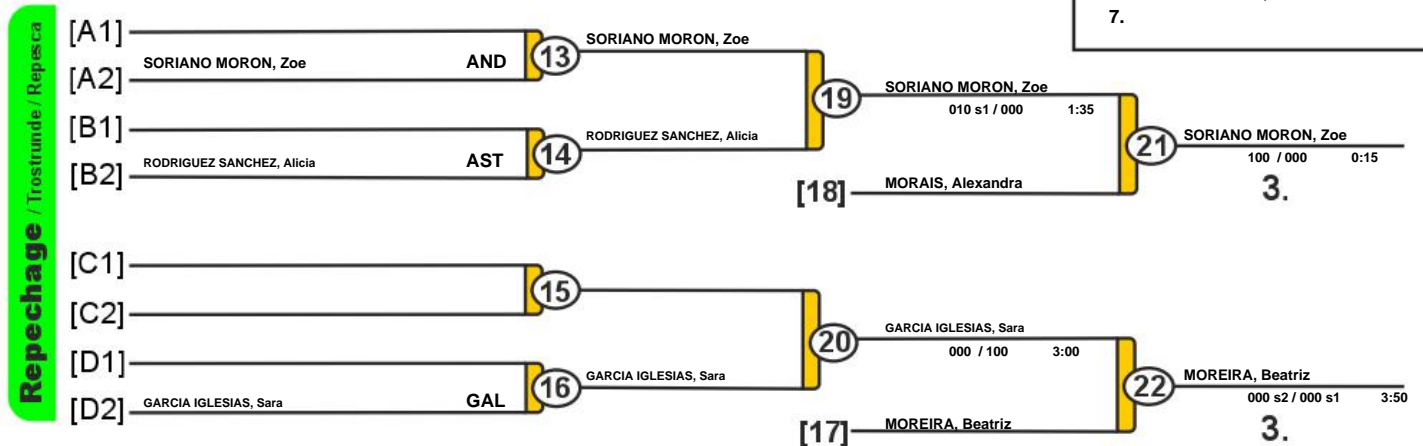 7.
Repechage / Trostrunde / Repesca
[A1]
SORIANO MORON, Zoe
[A2] SORIANO MORON, Zoe AND 13
19 SORIANO MORON, Zoe
010 s1 / 000 1:35
[B1]
RODRIGUEZ SANCHEZ, Alicia
21 SORIANO MORON, Zoe
100 / 000 0:15
[B2] RODRIGUEZ SANCHEZ, Alicia AST 14
[18] MORAIS, Alexandra
3.
[C1]
15
[C2]
20 GARCIA IGLESIAS, Sara
000 / 100 3:00
[D1]
GARCIA IGLESIAS, Sara
22 MOREIRA, Beatriz
000 s2 / 000 s1 3:50
[D2] GARCIA IGLESIAS, Sara GAL 16
[17] MOREIRA, Beatriz
3.